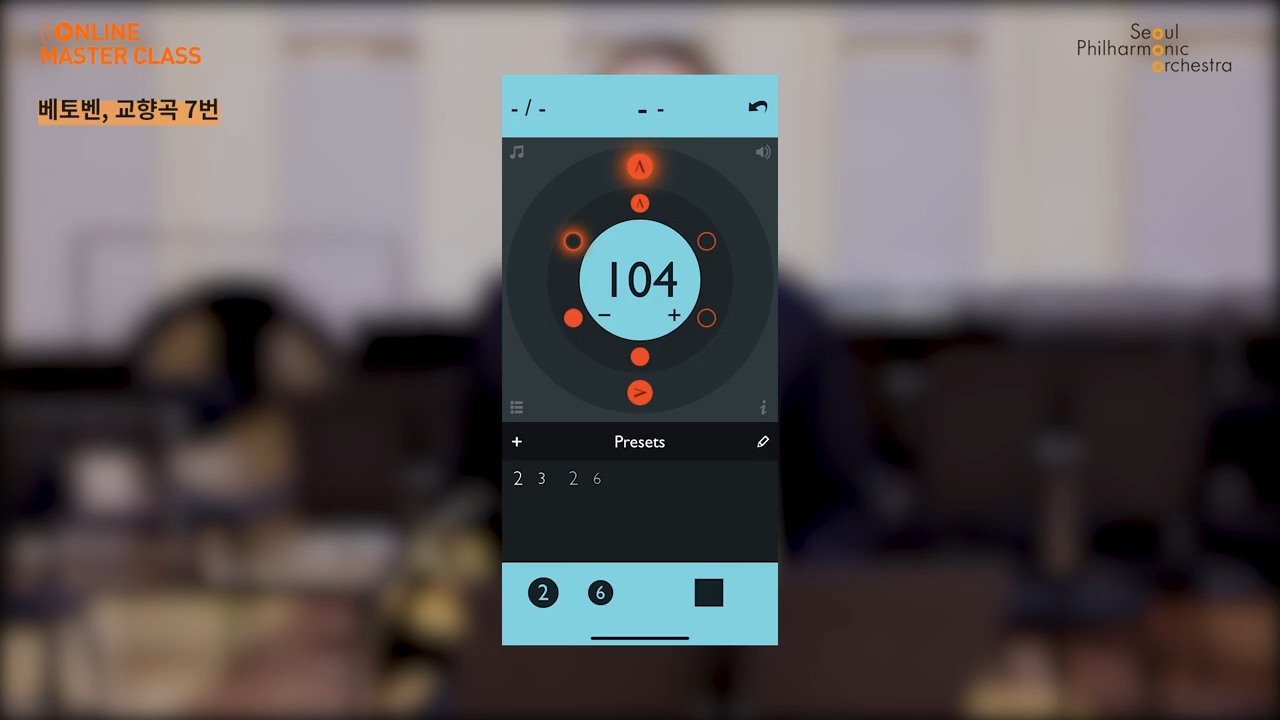 ONLINE
MASTER CLASS
베토벤, 교향곡 7번
Seoul
Philharmonic
orchestra
- / -
- -
104
- +
+ Presets
2 3 2 6
2 6